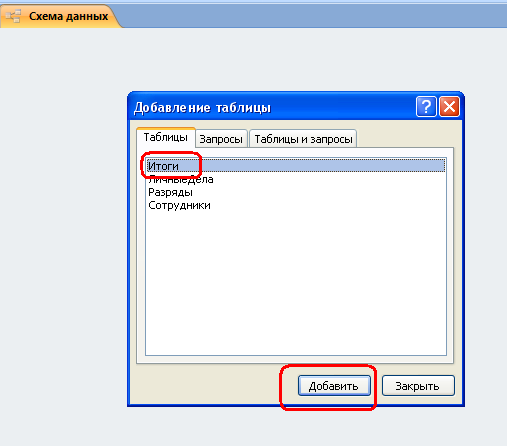 Схема данных
Добавление таблицы
Таблицы Запросы Таблицы и запросы
Итоги
ЛичныеДела
Разряды
Сотрудники
Добавить Закрыть